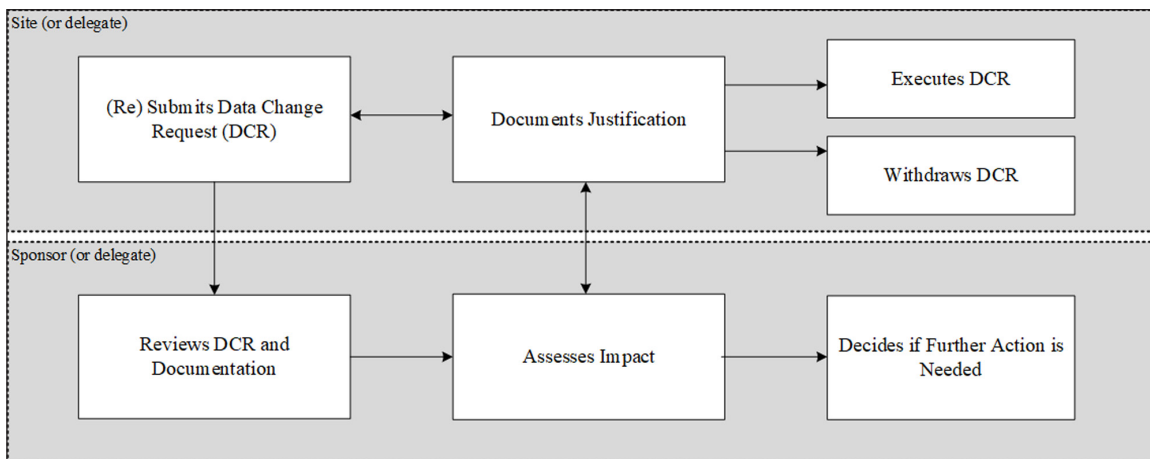 Site (or delegate)
(Re) Submits Data Change
Request (DCR)
Documents Justification
Executes DCR
Withdraws DCR
Sponsor (or delegate)
Reviews DCR and
Documentation
Assesses Impact
Decides if Further Action is
Needed